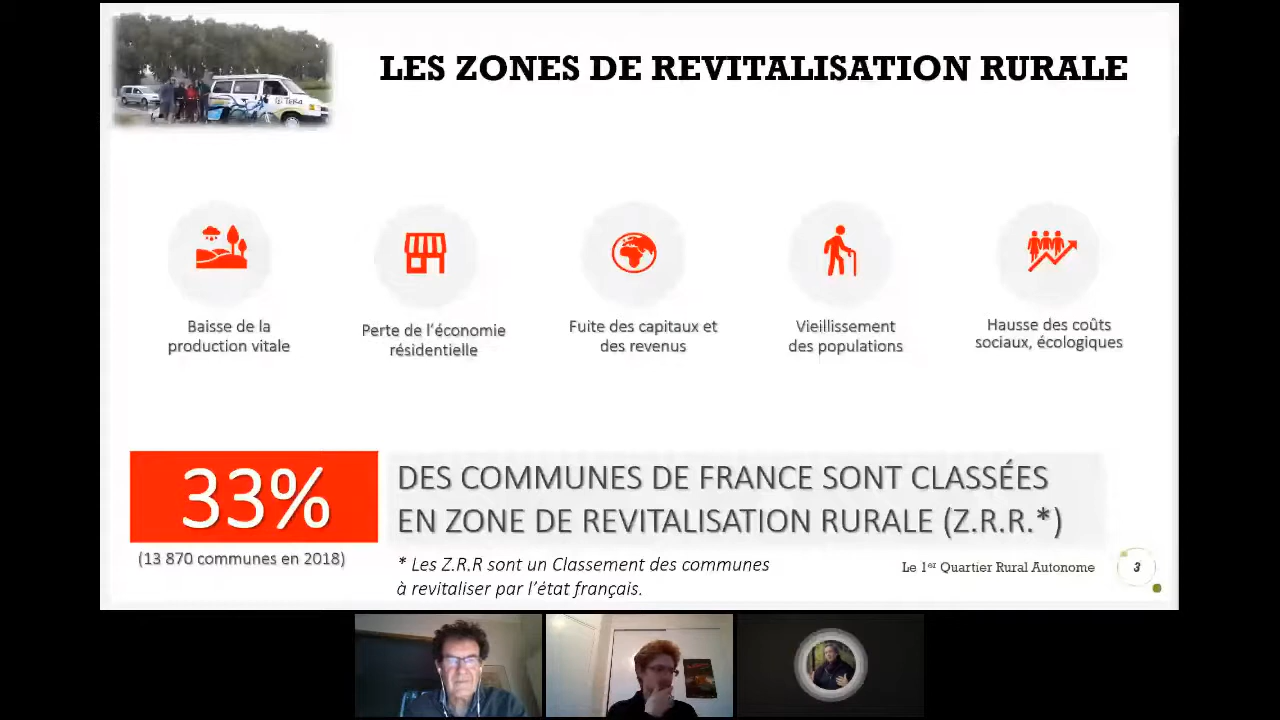 LES ZONES DE REVITALISATION RURALE
TERA
Baisse de la
production vitale
Perte de l'économie
résidentielle
Fuite des capitaux et
des revenus
Vieillissement
des populations
Hausse des coûts
sociaux, écologiques
33%
(13 870 communes en 2018)
DES COMMUNES DE FRANCE SONT CLASSÉES
EN ZONE DE REVITALISATION RURALE (Z.R.R.*)
* Les Z.R.R sont un Classement des communes
à revitaliser par l'état français.
Le 1er Quartier Rural Autonome
3